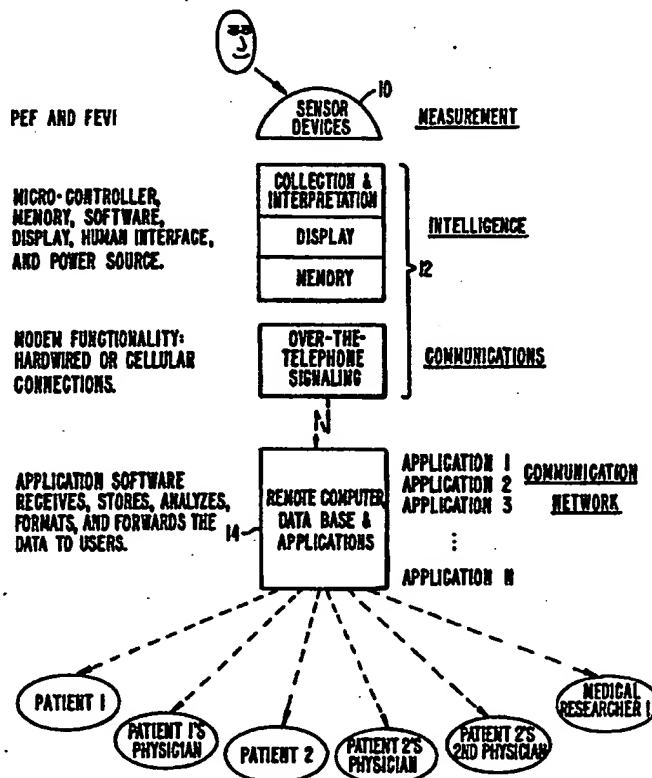 10
PEF AND FEVI
SENSOR
DEVICES
MEASUREMENT
MICRO-CONTROLLER,
MEMORY, SOFTWARE,
DISPLAY, HUMAN INTERFACE,
AND POWER SOURCE.
COLLECTION &
INTERPRETATION
DISPLAY
MEMORY
INTELLIGENCE
12
MODEM FUNCTIONALITY:
HARDWIRED OR CELLULAR
CONNECTIONS.
OVER-THE-
TELEPHONE
SIGNALING
COMMUNICATIONS
APPLICATION SOFTWARE
RECEIVES, STORES, ANALYZES,
FORMATS, AND FORWARDS THE
DATA TO USERS.
14
REMOTE COMPUTER
DATA BASE &
APPLICATIONS
APPLICATION 1
APPLICATION 2
APPLICATION 3
⋮
APPLICATION N
COMMUNICATION
NETWORK
PATIENT 1
PATIENT 1'S
PHYSICIAN
PATIENT 2
PATIENT 2'S
PHYSICIAN
PATIENT 2'S
2ND PHYSICIAN
MEDICAL
RESEARCHER 1